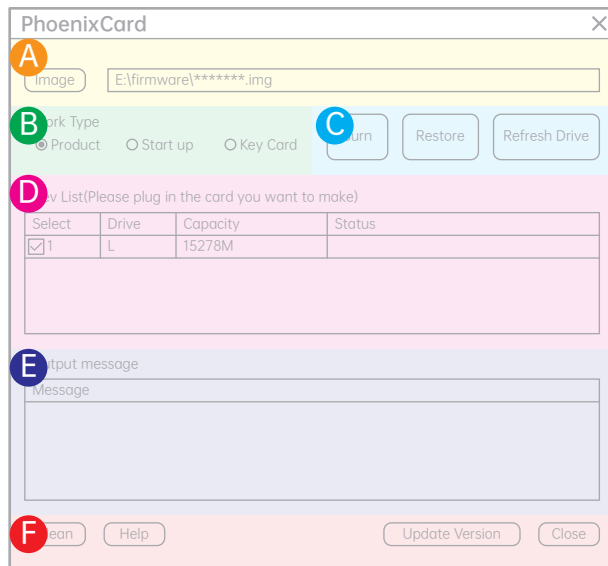 PhoenixCard
A
Image E:\firmware\*******.img
B ork Type
Product Start up Key Card
C urn Restore Refresh Drive
D ev List(Please plug in the card you want to make)
Select Drive Capacity Status
1 L 15278M
E utput message
Message
F ean Help Update Version Close